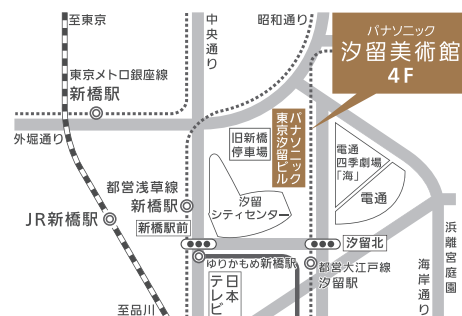 至東京
中央通り
昭和通り
パナソニック
汐留美術館
4F
東京メトロ銀座線
新橋駅
外堀通り
旧新橋
停車場
パナソニック
東京汐留ビル
電通
四季劇場
「海」
電通
都営浅草線
新橋駅
汐留
シティセンター
JR新橋駅
新橋駅前
汐留北
ゆりかもめ新橋駅
都営大江戸線
汐留駅
日本
テレビ
浜離宮庭園
海岸通り
至品川